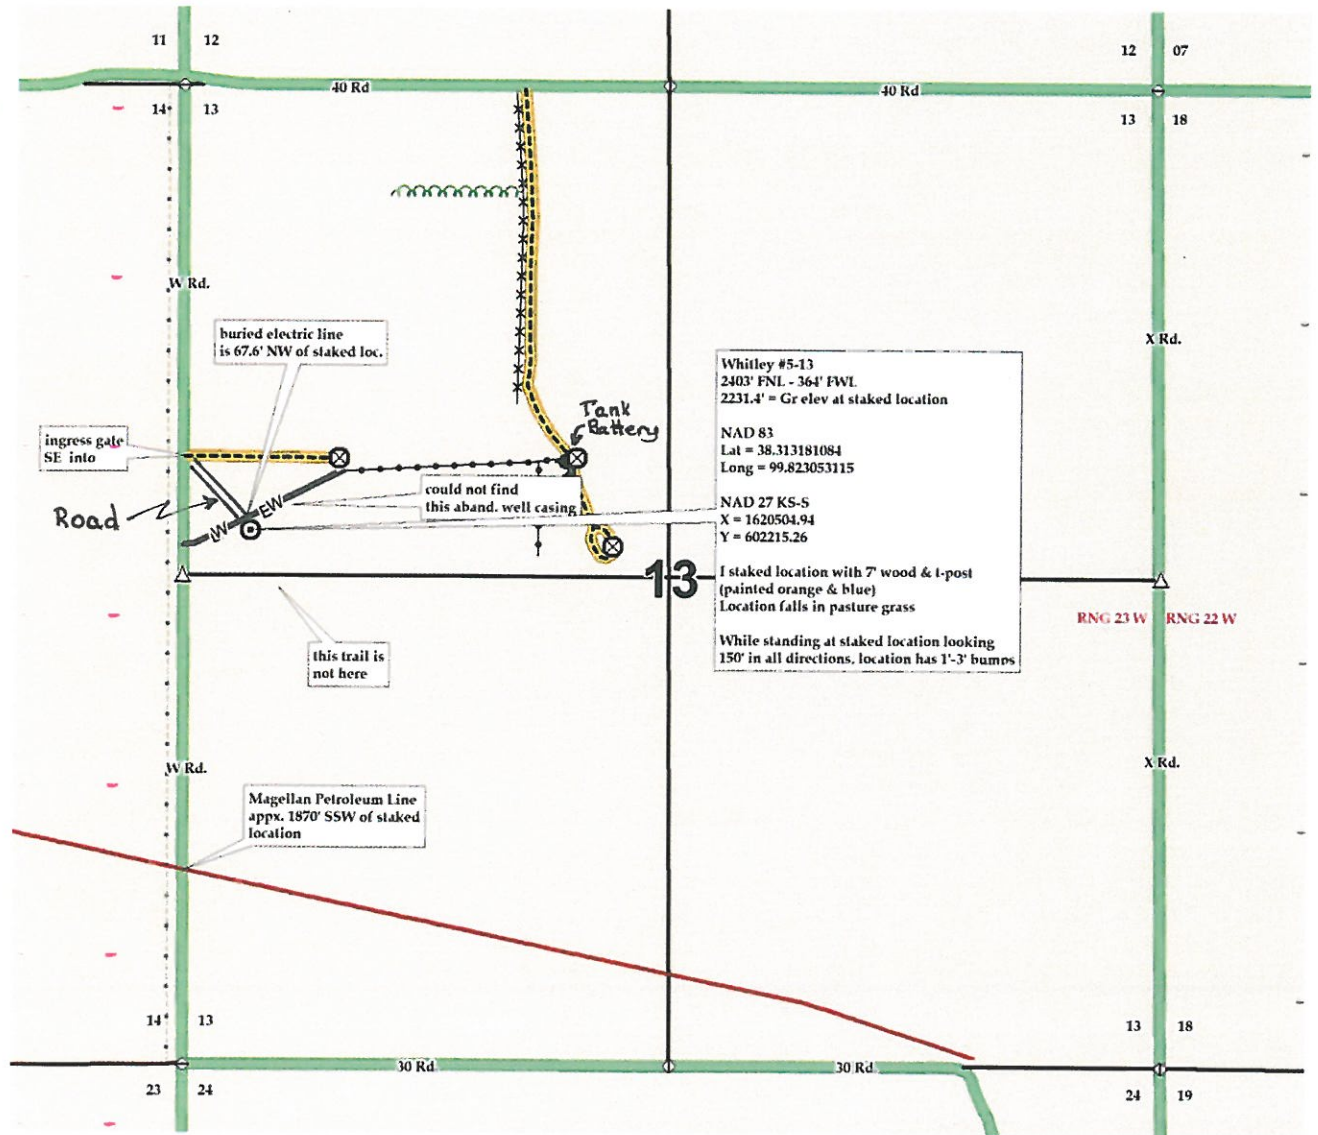 11 12
12 07
40 Rd
40 Rd
14 13
13 18
W Rd.
buried electric line
is 67.6' NW of staked loc.
X Rd.
Whitley #5-13
2403' FNL - 364' FWL
2231.4' = Gr elev at staked location
NAD 83
Lat = 38.313181084
Long = 99.823053115
NAD 27 KS-S
X = 1620504.94
Y = 602215.26
I staked location with 7' wood & t-post
(painted orange & blue)
Location falls in pasture grass
While standing at staked location looking
150' in all directions, location has 1'-3' bumps
Tank
Battery
ingress gate
SE into
could not find
this aband. well casing
Road
LW EW
13
RNG 23 W RNG 22 W
this trail is
not here
W Rd.
X Rd.
Magellan Petroleum Line
appx. 1870' SSW of staked
location
14 13
13 18
30 Rd
30 Rd
23 24
24 19